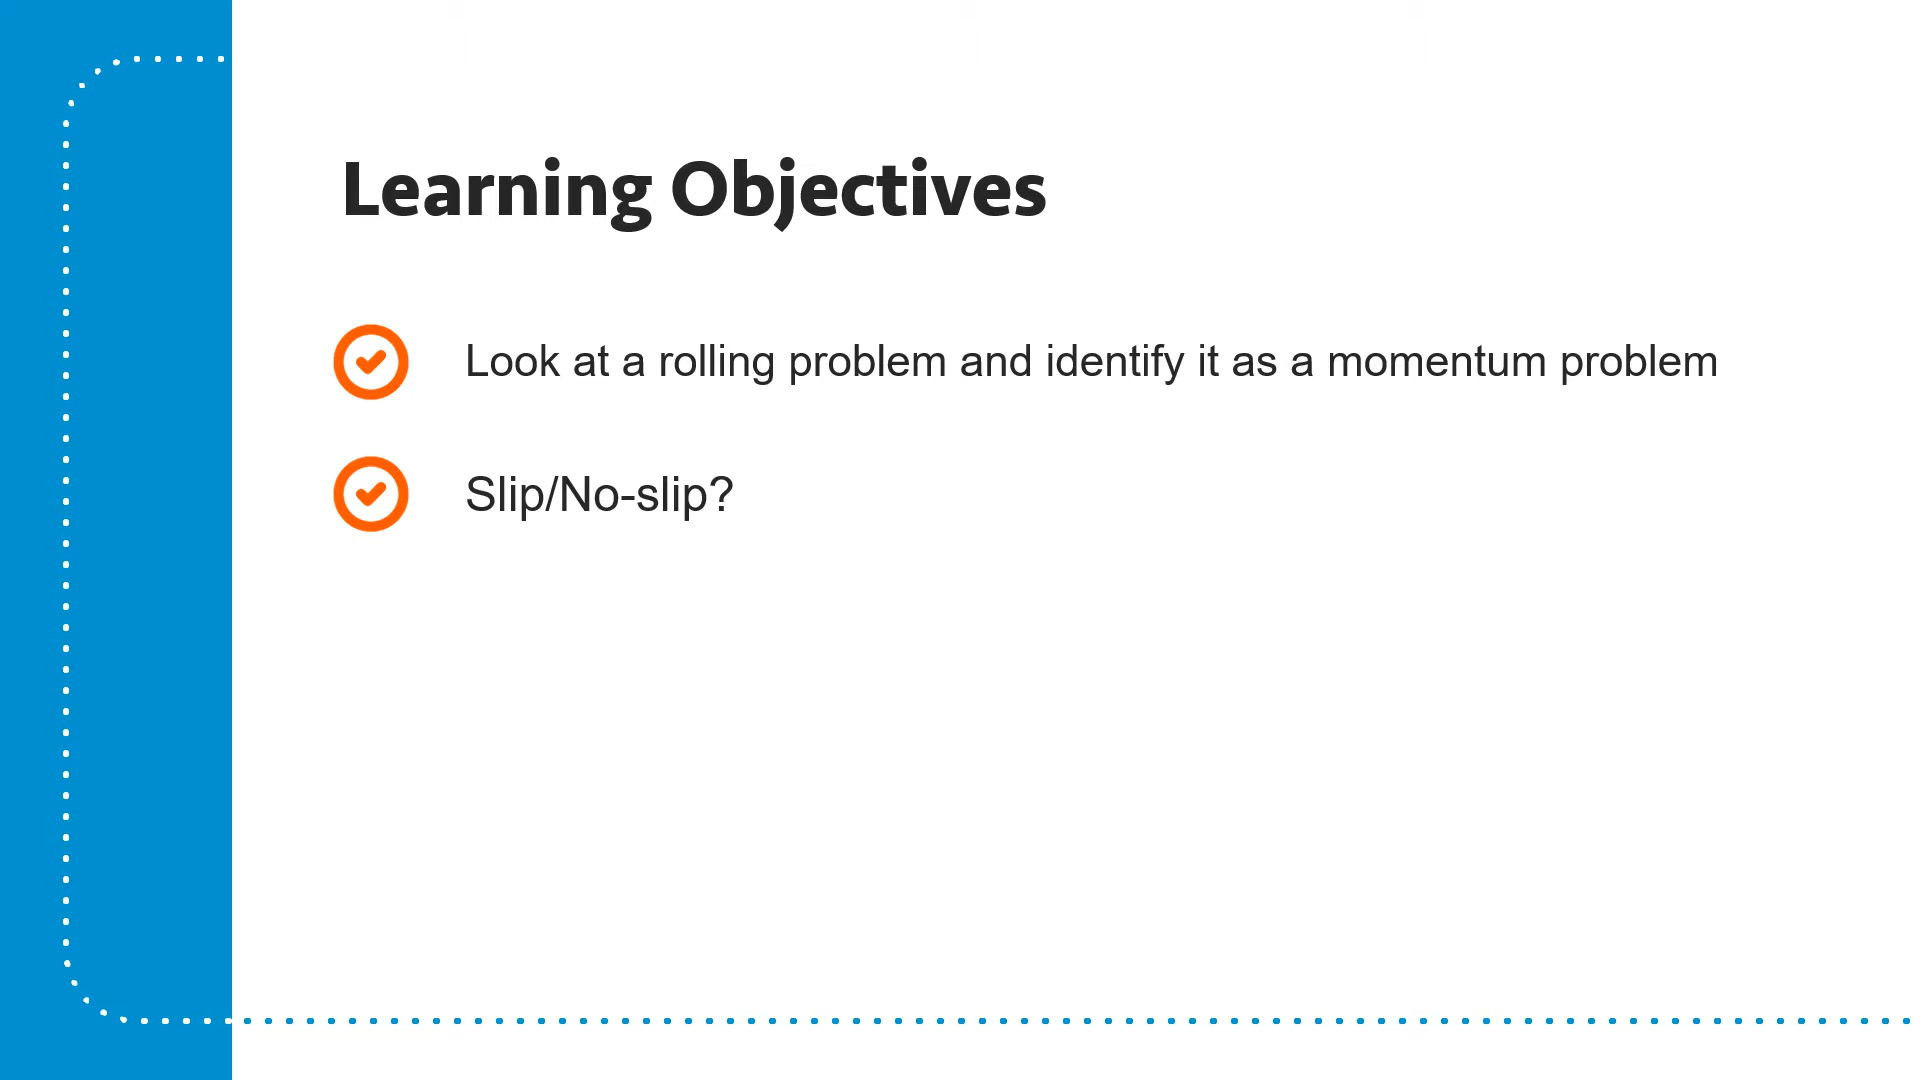 Learning Objectives
Look at a rolling problem and identify it as a momentum problem
Slip/No-slip?